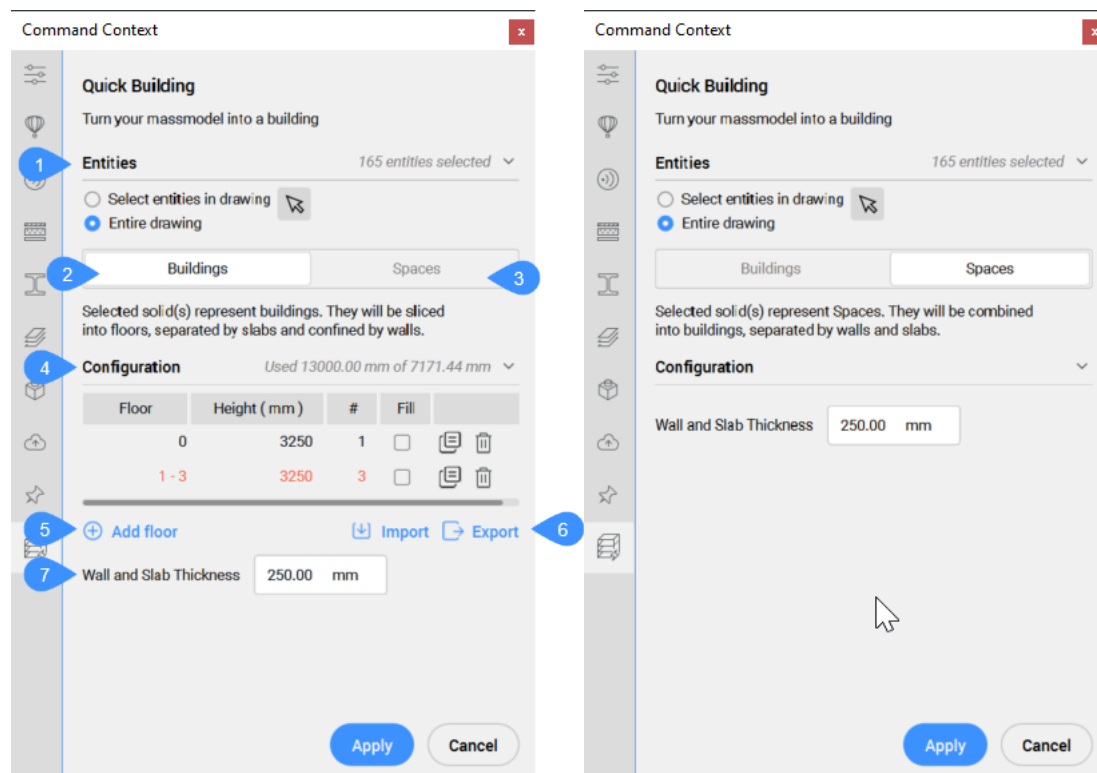 Command Context
x
Quick Building
Turn your massmodel into a building
1
Entities
165 entities selected
Select entities in drawing
Entire drawing
2
Buildings
Spaces
3
Selected solid(s) represent buildings. They will be sliced
into floors, separated by slabs and confined by walls.
4
Configuration
Used 13000.00 mm of 7171.44 mm
Floor Height ( mm ) # Fill
0 3250 1
1 - 3 3250 3
5
Add floor
Import
Export
6
7
Wall and Slab Thickness
250.00 mm
Apply
Cancel
Command Context
x
Quick Building
Turn your massmodel into a building
Entities
165 entities selected
Select entities in drawing
Entire drawing
Buildings
Spaces
Selected solid(s) represent Spaces. They will be combined
into buildings, separated by walls and slabs.
Configuration
Wall and Slab Thickness
250.00 mm
Apply
Cancel